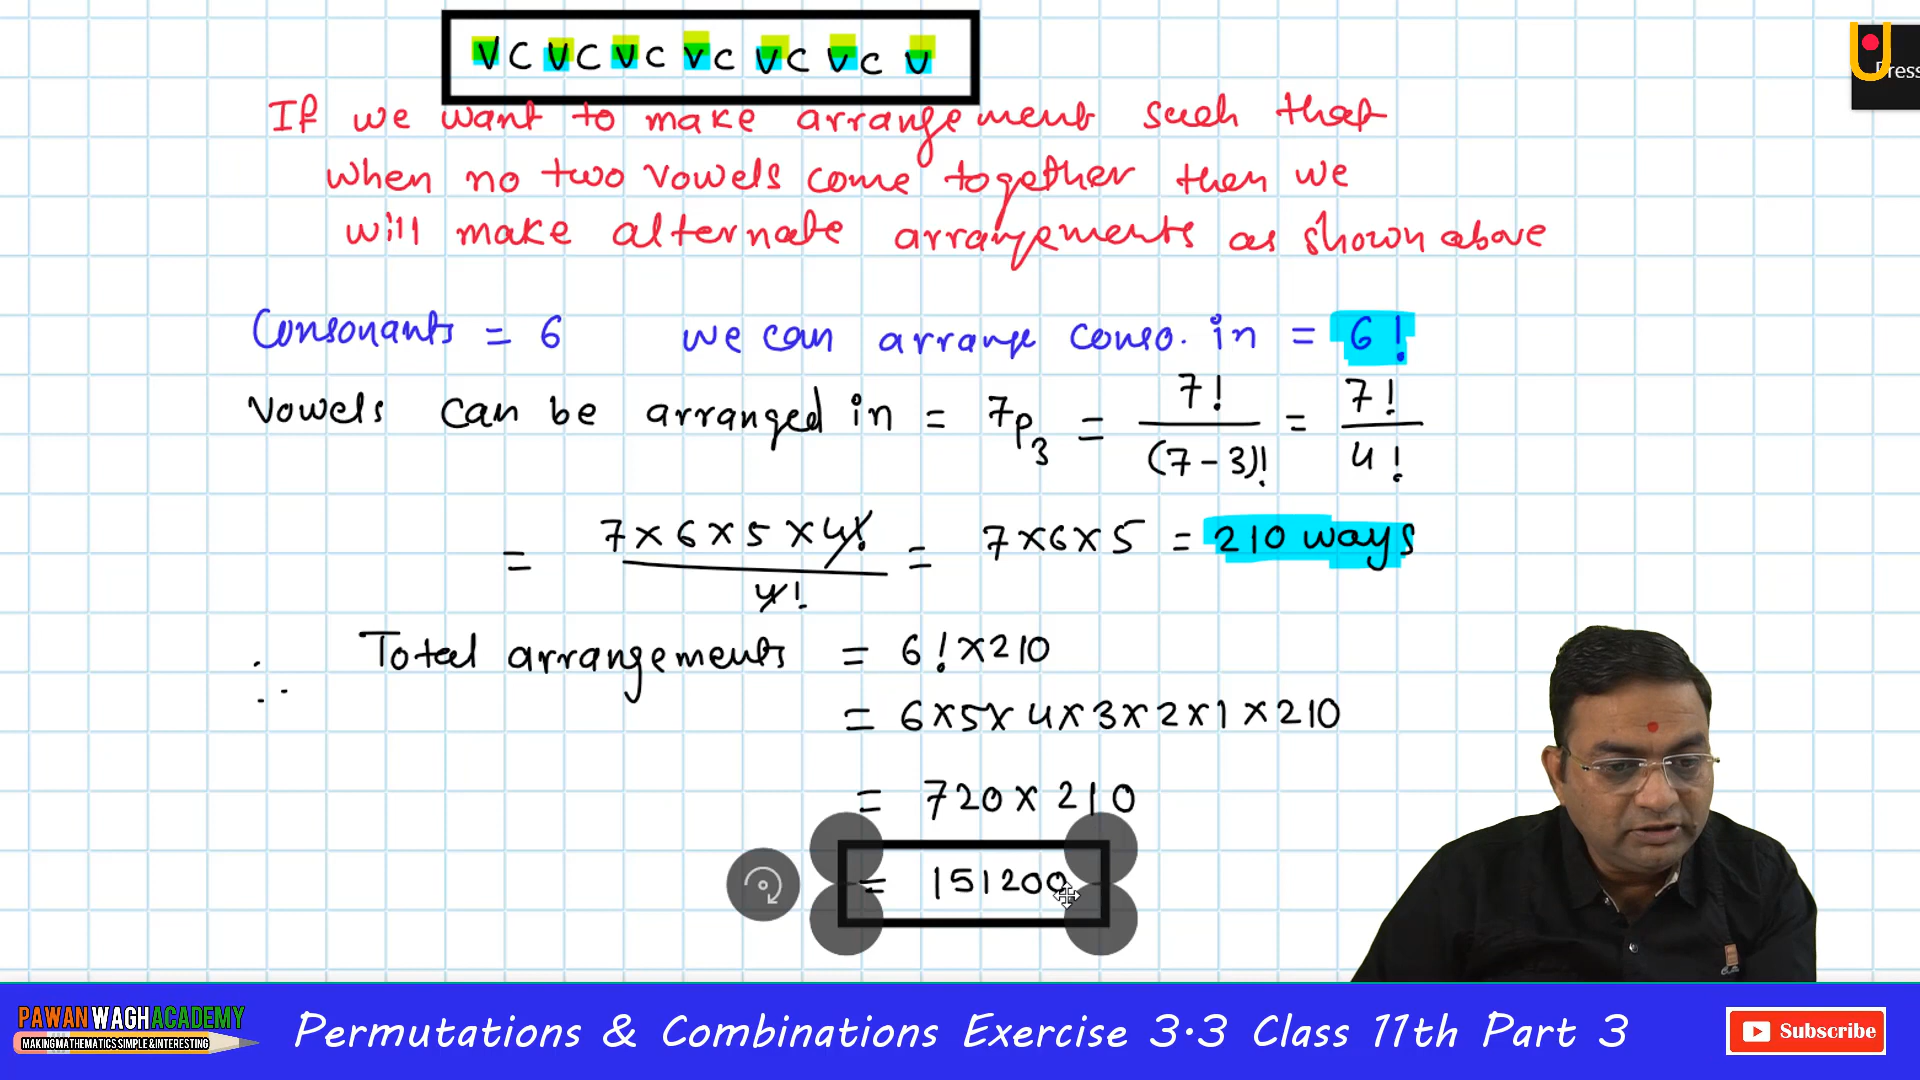 V C V C V C V C V C V C V
Press
If we want to make arrangement such that
when no two vowels come together then we
will make alternate arrangements as shown above
Consonants = 6 we can arrange conso. in = 6!
Vowels can be arranged in = 7P3 = 7!/(7-3)! = 7!/4!
= 7×6×5×4!/4! = 7×6×5 = 210 ways
∴ Total arrangements = 6!×210
= 6×5×4×3×2×1×210
= 720×210
= 151200
PAWAN WAGH ACADEMY
MAKING MATHEMATICS SIMPLE & INTERESTING
Permutations & Combinations Exercise 3.3 Class 11th Part 3
Subscribe